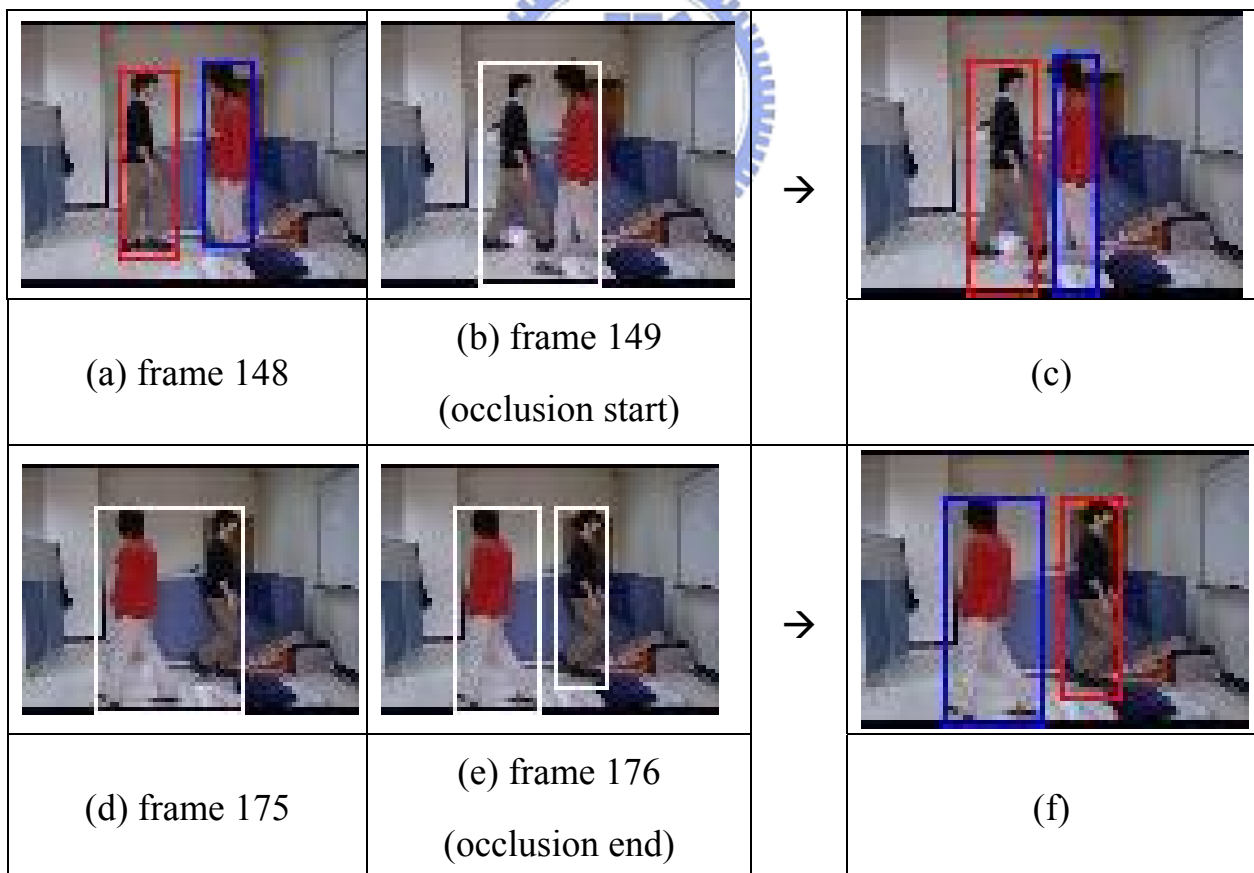 →
(a) frame 148
(b) frame 149
(occlusion start)
(c)
→
(d) frame 175
(e) frame 176
(occlusion end)
(f)